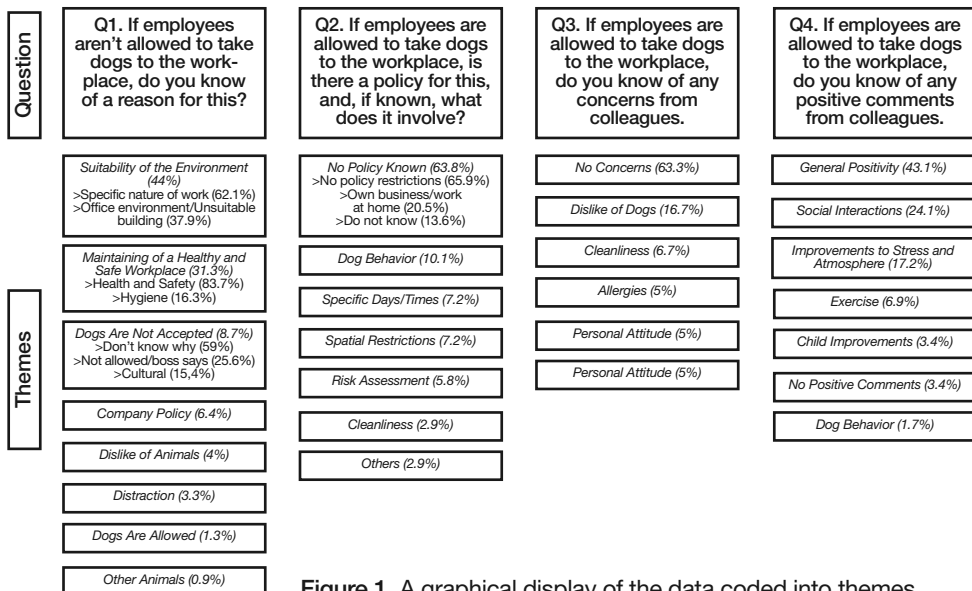 Question
Q1. If employees
aren't allowed to take
dogs to the work-
place, do you know
of a reason for this?
Q2. If employees are
allowed to take dogs
to the workplace, is
there a policy for this,
and, if known, what
does it involve?
Q3. If employees are
allowed to take dogs
to the workplace,
do you know of any
concerns from
colleagues.
Q4. If employees are
allowed to take dogs
to the workplace,
do you know of any
positive comments
from colleagues.
Themes
Suitability of the Environment
(44%)
>Specific nature of work (62.1%)
>Office environment/Unsuitable
building (37.9%)
Maintaining of a Healthy and
Safe Workplace (31.3%)
>Health and Safety (83.7%)
>Hygiene (16.3%)
Dogs Are Not Accepted (8.7%)
>Don't know why (59%)
>Not allowed/boss says (25.6%)
>Cultural (15,4%)
Company Policy (6.4%)
Dislike of Animals (4%)
Distraction (3.3%)
Dogs Are Allowed (1.3%)
Other Animals (0.9%)
No Policy Known (63.8%)
>No policy restrictions (65.9%)
>Own business/work
at home (20.5%)
>Do not know (13.6%)
Dog Behavior (10.1%)
Specific Days/Times (7.2%)
Spatial Restrictions (7.2%)
Risk Assessment (5.8%)
Cleanliness (2.9%)
Others (2.9%)
No Concerns (63.3%)
Dislike of Dogs (16.7%)
Cleanliness (6.7%)
Allergies (5%)
Personal Attitude (5%)
Personal Attitude (5%)
General Positivity (43.1%)
Social Interactions (24.1%)
Improvements to Stress and
Atmosphere (17.2%)
Exercise (6.9%)
Child Improvements (3.4%)
No Positive Comments (3.4%)
Dog Behavior (1.7%)
Figure 1. A graphical display of the data coded into themes